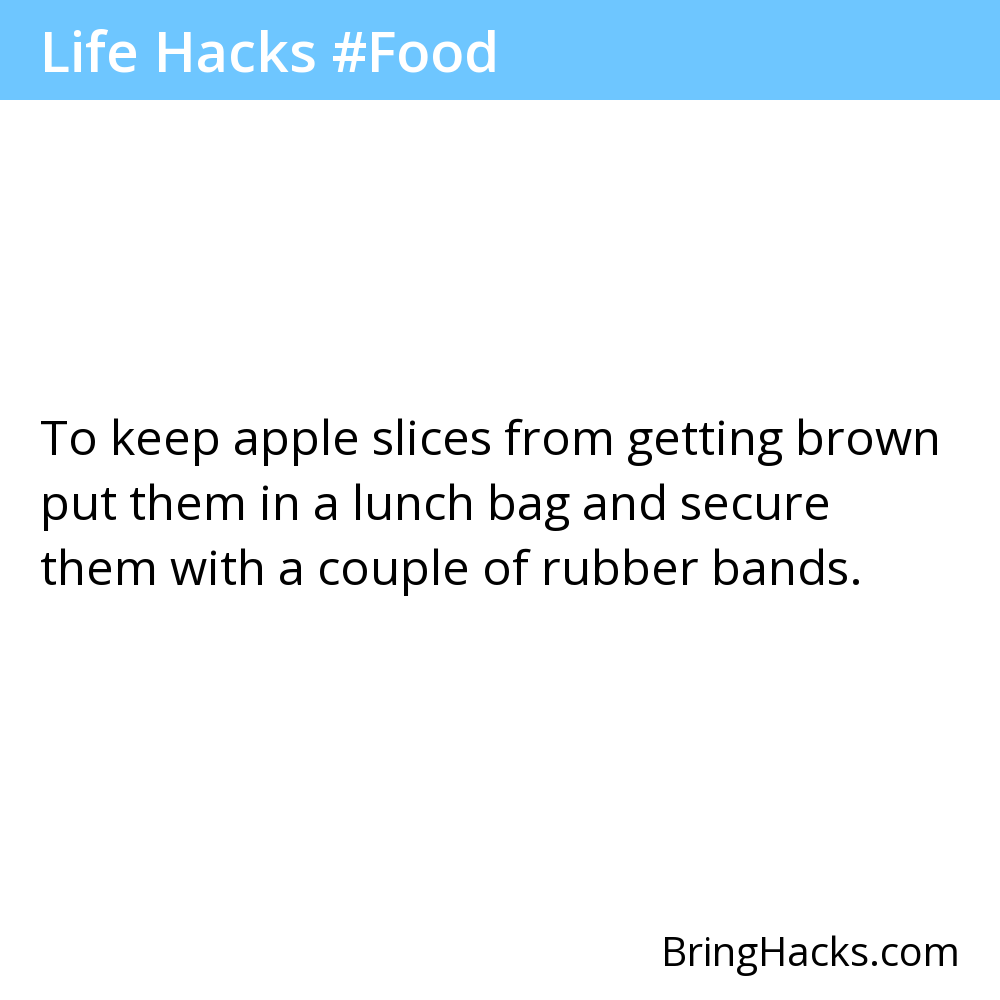 Life Hacks #Food
To keep apple slices from getting brown
put them in a lunch bag and secure
them with a couple of rubber bands.
BringHacks.com